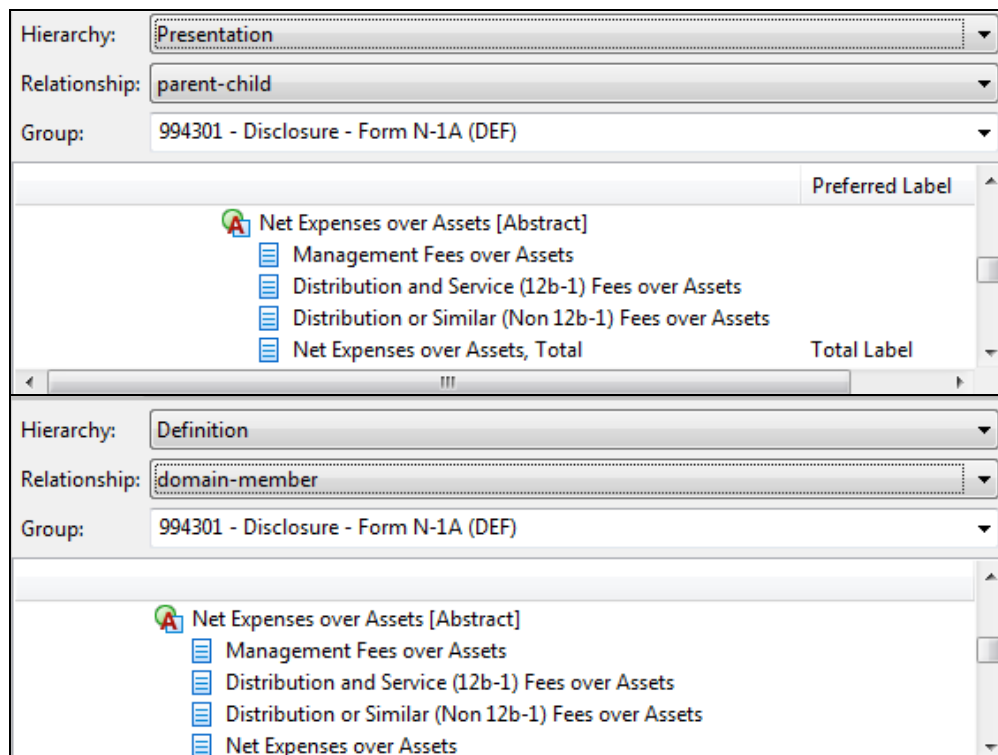 Hierarchy: Presentation
Relationship: parent-child
Group: 994301 - Disclosure - Form N-1A (DEF)
Preferred Label
Net Expenses over Assets [Abstract]
Management Fees over Assets
Distribution and Service (12b-1) Fees over Assets
Distribution or Similar (Non 12b-1) Fees over Assets
Net Expenses over Assets, Total Total Label
Hierarchy: Definition
Relationship: domain-member
Group: 994301 - Disclosure - Form N-1A (DEF)
Net Expenses over Assets [Abstract]
Management Fees over Assets
Distribution and Service (12b-1) Fees over Assets
Distribution or Similar (Non 12b-1) Fees over Assets
Net Expenses over Assets